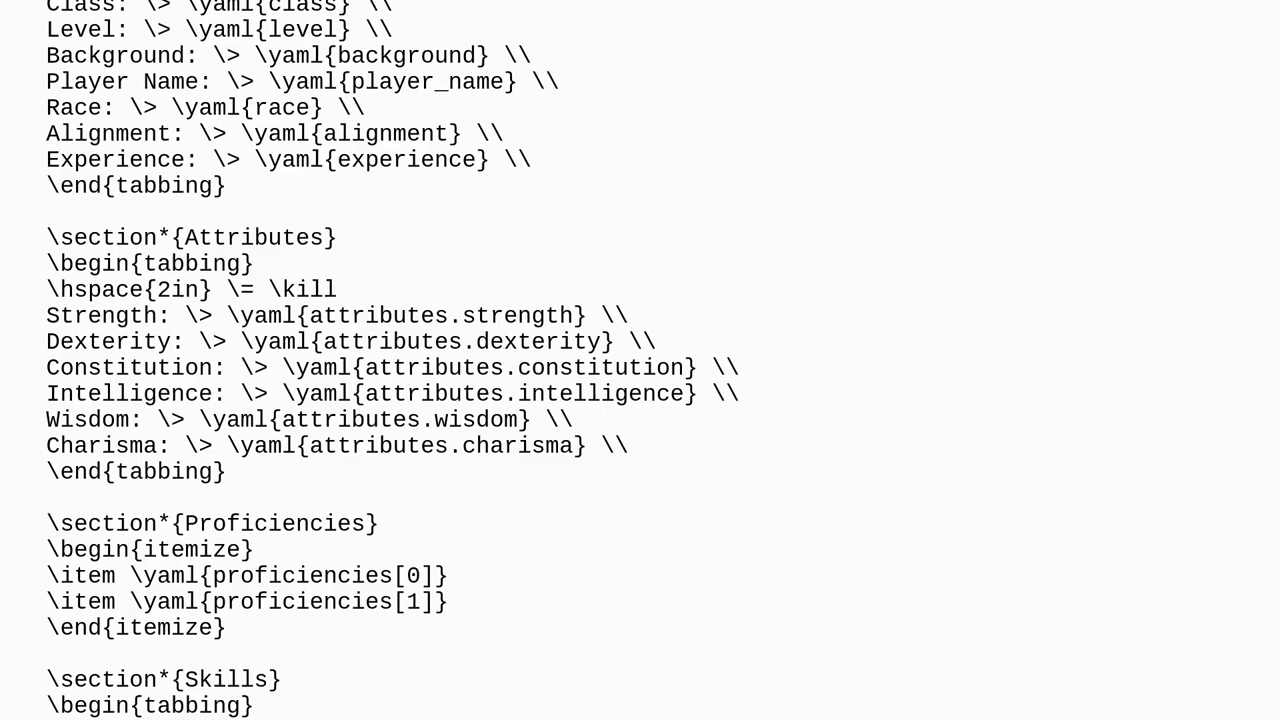 Class: \> \yaml{class} \\
Level: \> \yaml{level} \\
Background: \> \yaml{background} \\
Player Name: \> \yaml{player_name} \\
Race: \> \yaml{race} \\
Alignment: \> \yaml{alignment} \\
Experience: \> \yaml{experience} \\
\end{tabbing}

\section*{Attributes}
\begin{tabbing}
\hspace{2in} \= \kill
Strength: \> \yaml{attributes.strength} \\
Dexterity: \> \yaml{attributes.dexterity} \\
Constitution: \> \yaml{attributes.constitution} \\
Intelligence: \> \yaml{attributes.intelligence} \\
Wisdom: \> \yaml{attributes.wisdom} \\
Charisma: \> \yaml{attributes.charisma} \\
\end{tabbing}

\section*{Proficiencies}
\begin{itemize}
\item \yaml{proficiencies[0]}
\item \yaml{proficiencies[1]}
\end{itemize}

\section*{Skills}
\begin{tabbing}